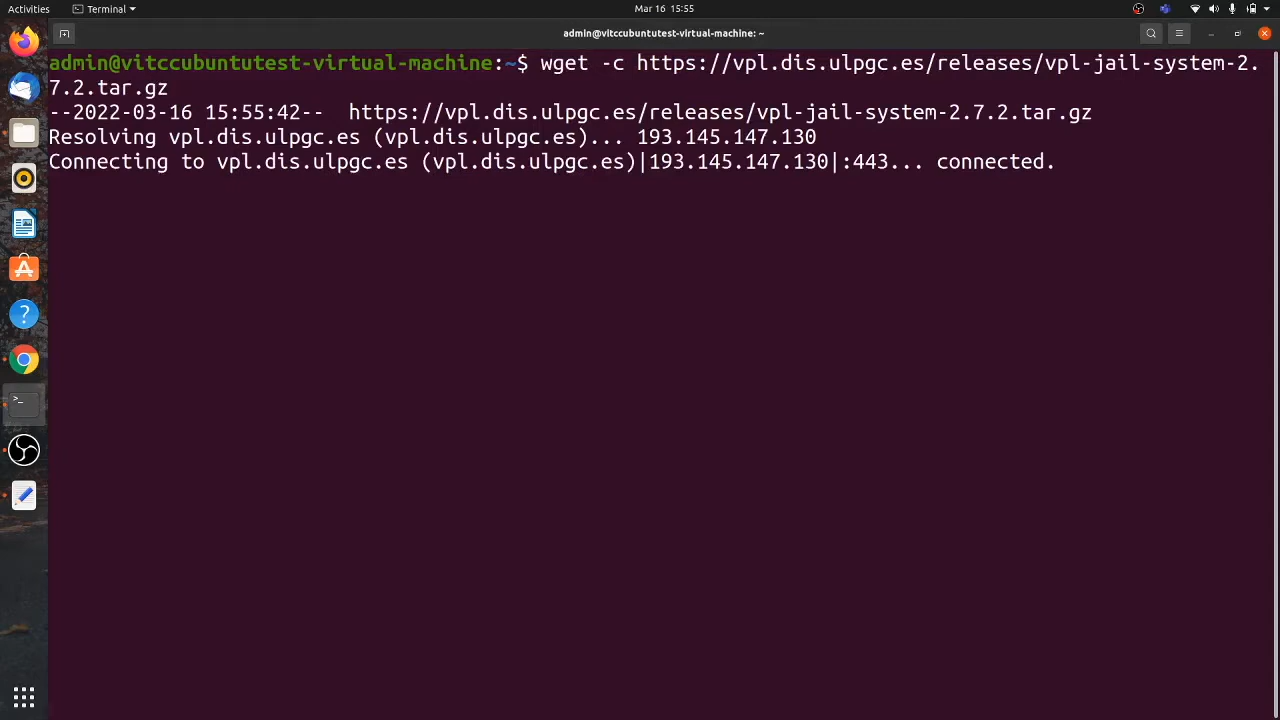 Activities Terminal Mar 16 15:55
admin@vitccubuntutest-virtual-machine: ~
admin@vitccubuntutest-virtual-machine:~$ wget -c https://vpl.dis.ulpgc.es/releases/vpl-jail-system-2.
7.2.tar.gz
--2022-03-16 15:55:42--  https://vpl.dis.ulpgc.es/releases/vpl-jail-system-2.7.2.tar.gz
Resolving vpl.dis.ulpgc.es (vpl.dis.ulpgc.es)... 193.145.147.130
Connecting to vpl.dis.ulpgc.es (vpl.dis.ulpgc.es)|193.145.147.130|:443... connected.